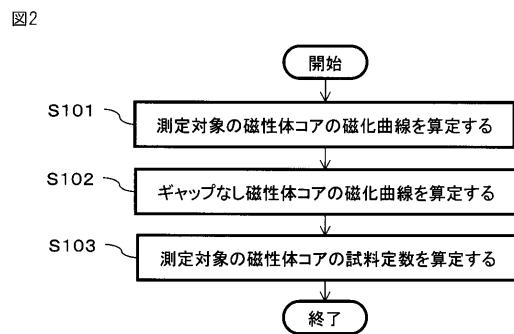 図2
開始
S101 測定対象の磁性体コアの磁化曲線を算定する
S102 ギャップなし磁性体コアの磁化曲線を算定する
S103 測定対象の磁性体コアの試料定数を算定する
終了